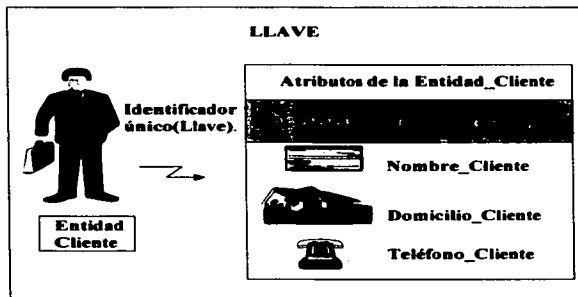 LLAVE
Atributos de la Entidad_Cliente
Identificador
único(Llave).
Nombre_Cliente
Domicilio_Cliente
Teléfono_Cliente
Entidad
Cliente